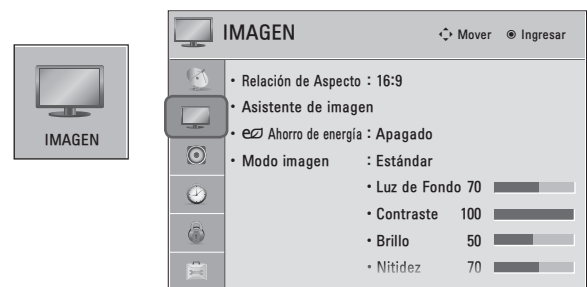 IMAGEN
IMAGEN
Mover Ingresar
• Relación de Aspecto : 16:9
• Asistente de imagen
• Ahorro de energía : Apagado
• Modo imagen : Estándar
• Luz de Fondo 70
• Contraste 100
• Brillo 50
• Nitidez 70